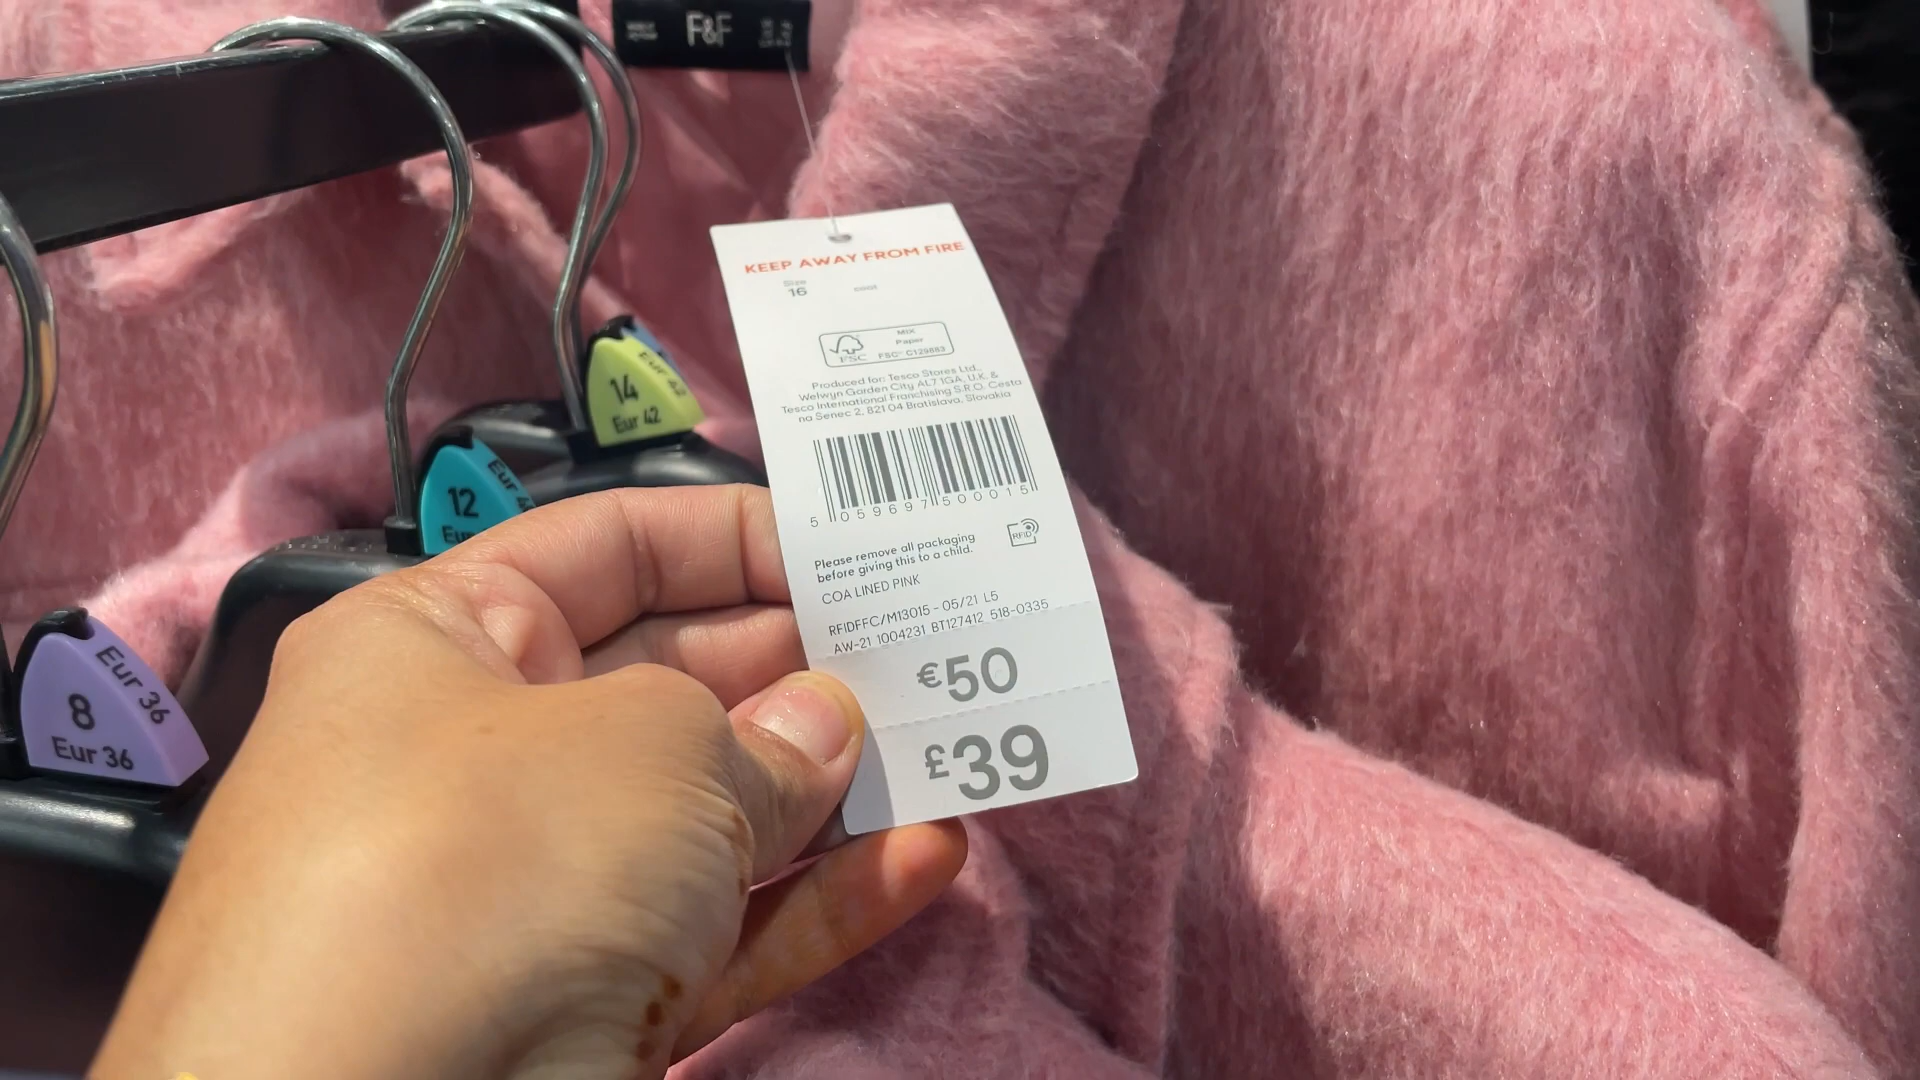 F&F
KEEP AWAY FROM FIRE
Size
16
coat
FSC
MIX
Paper
FSC™ C129883
Produced for: Tesco Stores Ltd.,
Welwyn Garden City AL7 1GA, U.K. &
Tesco International Franchising S.R.O. Cesta
na Senec 2, 821 04 Bratislava, Slovakia
5 059697 500015
Please remove all packaging
before giving this to a child.
RFID
COA LINED PINK
RFIDFFC/M13015 - 05/21 L5
AW-21 1004231 BT127412 518-0335
€50
£39
14
Eur 42
Eur 42
12
Eur
8
Eur 36
Eur 36